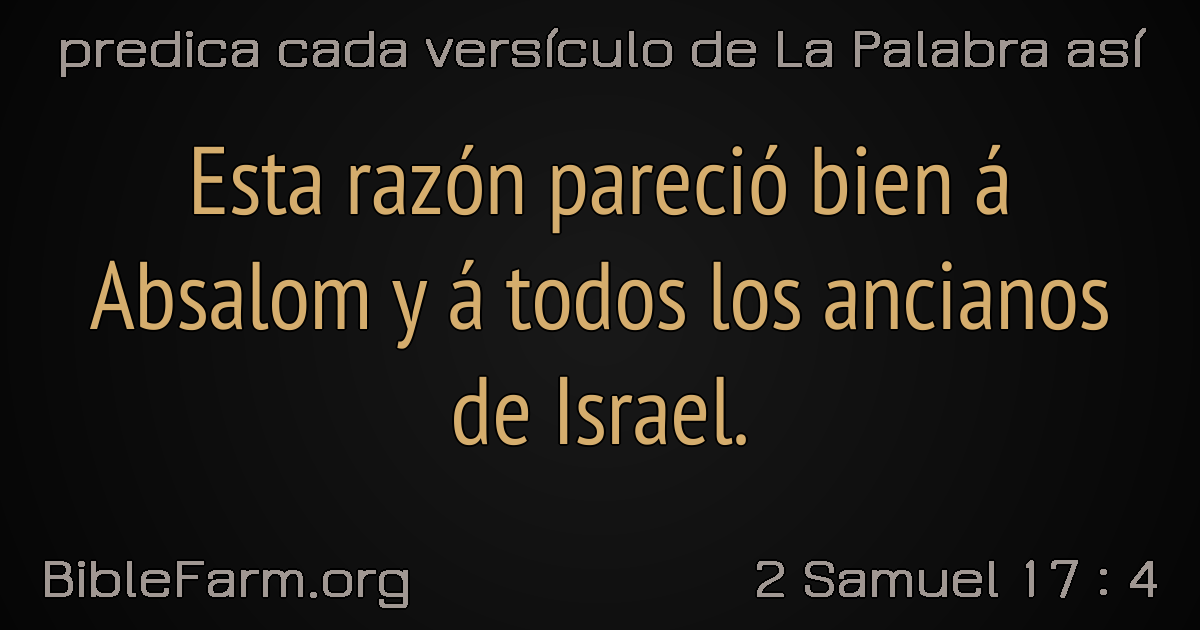 predica cada versículo de La Palabra así
Esta razón pareció bien á
Absalom y á todos los ancianos
de Israel.
BibleFarm.org
2 Samuel 17 : 4